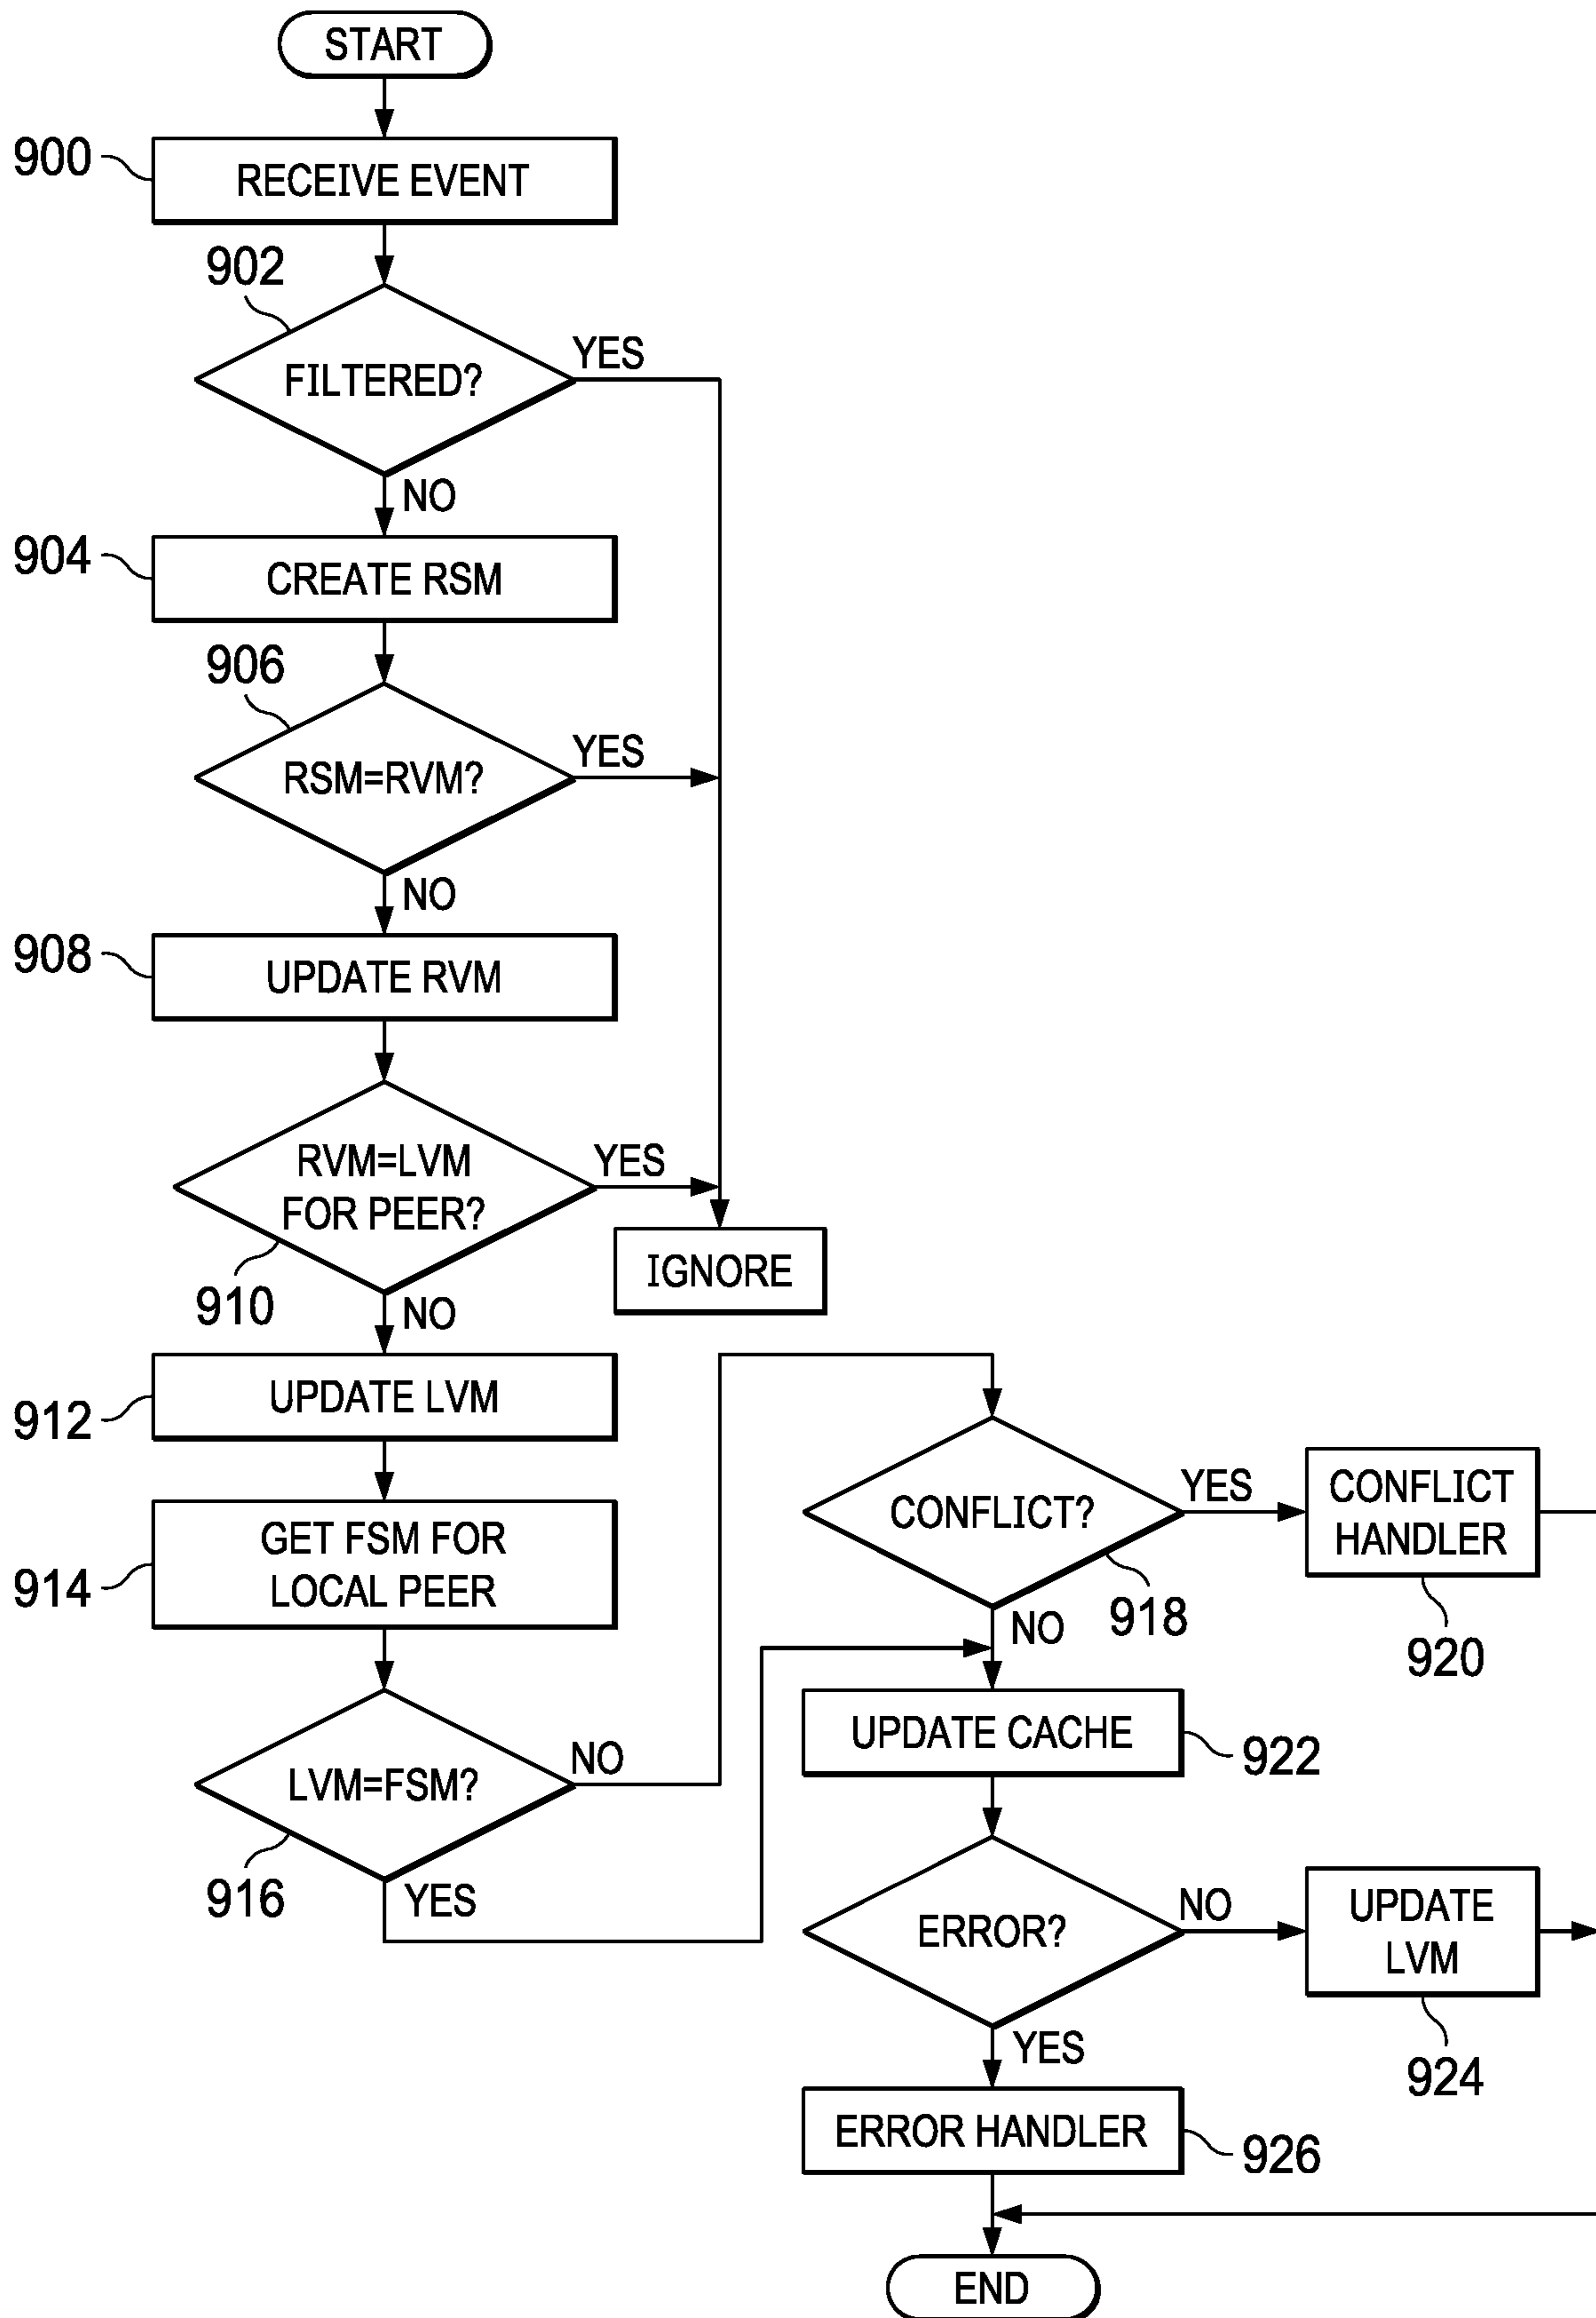 START
900
RECEIVE EVENT
902
FILTERED?
YES
NO
904
CREATE RSM
906
RSM=RVM?
YES
NO
908
UPDATE RVM
RVM=LVM
FOR PEER?
YES
910
NO
IGNORE
912
UPDATE LVM
914
GET FSM FOR
LOCAL PEER
LVM=FSM?
NO
916
YES
CONFLICT?
YES
918
NO
CONFLICT
HANDLER
920
UPDATE CACHE
922
ERROR?
NO
YES
UPDATE
LVM
924
ERROR HANDLER
926
END